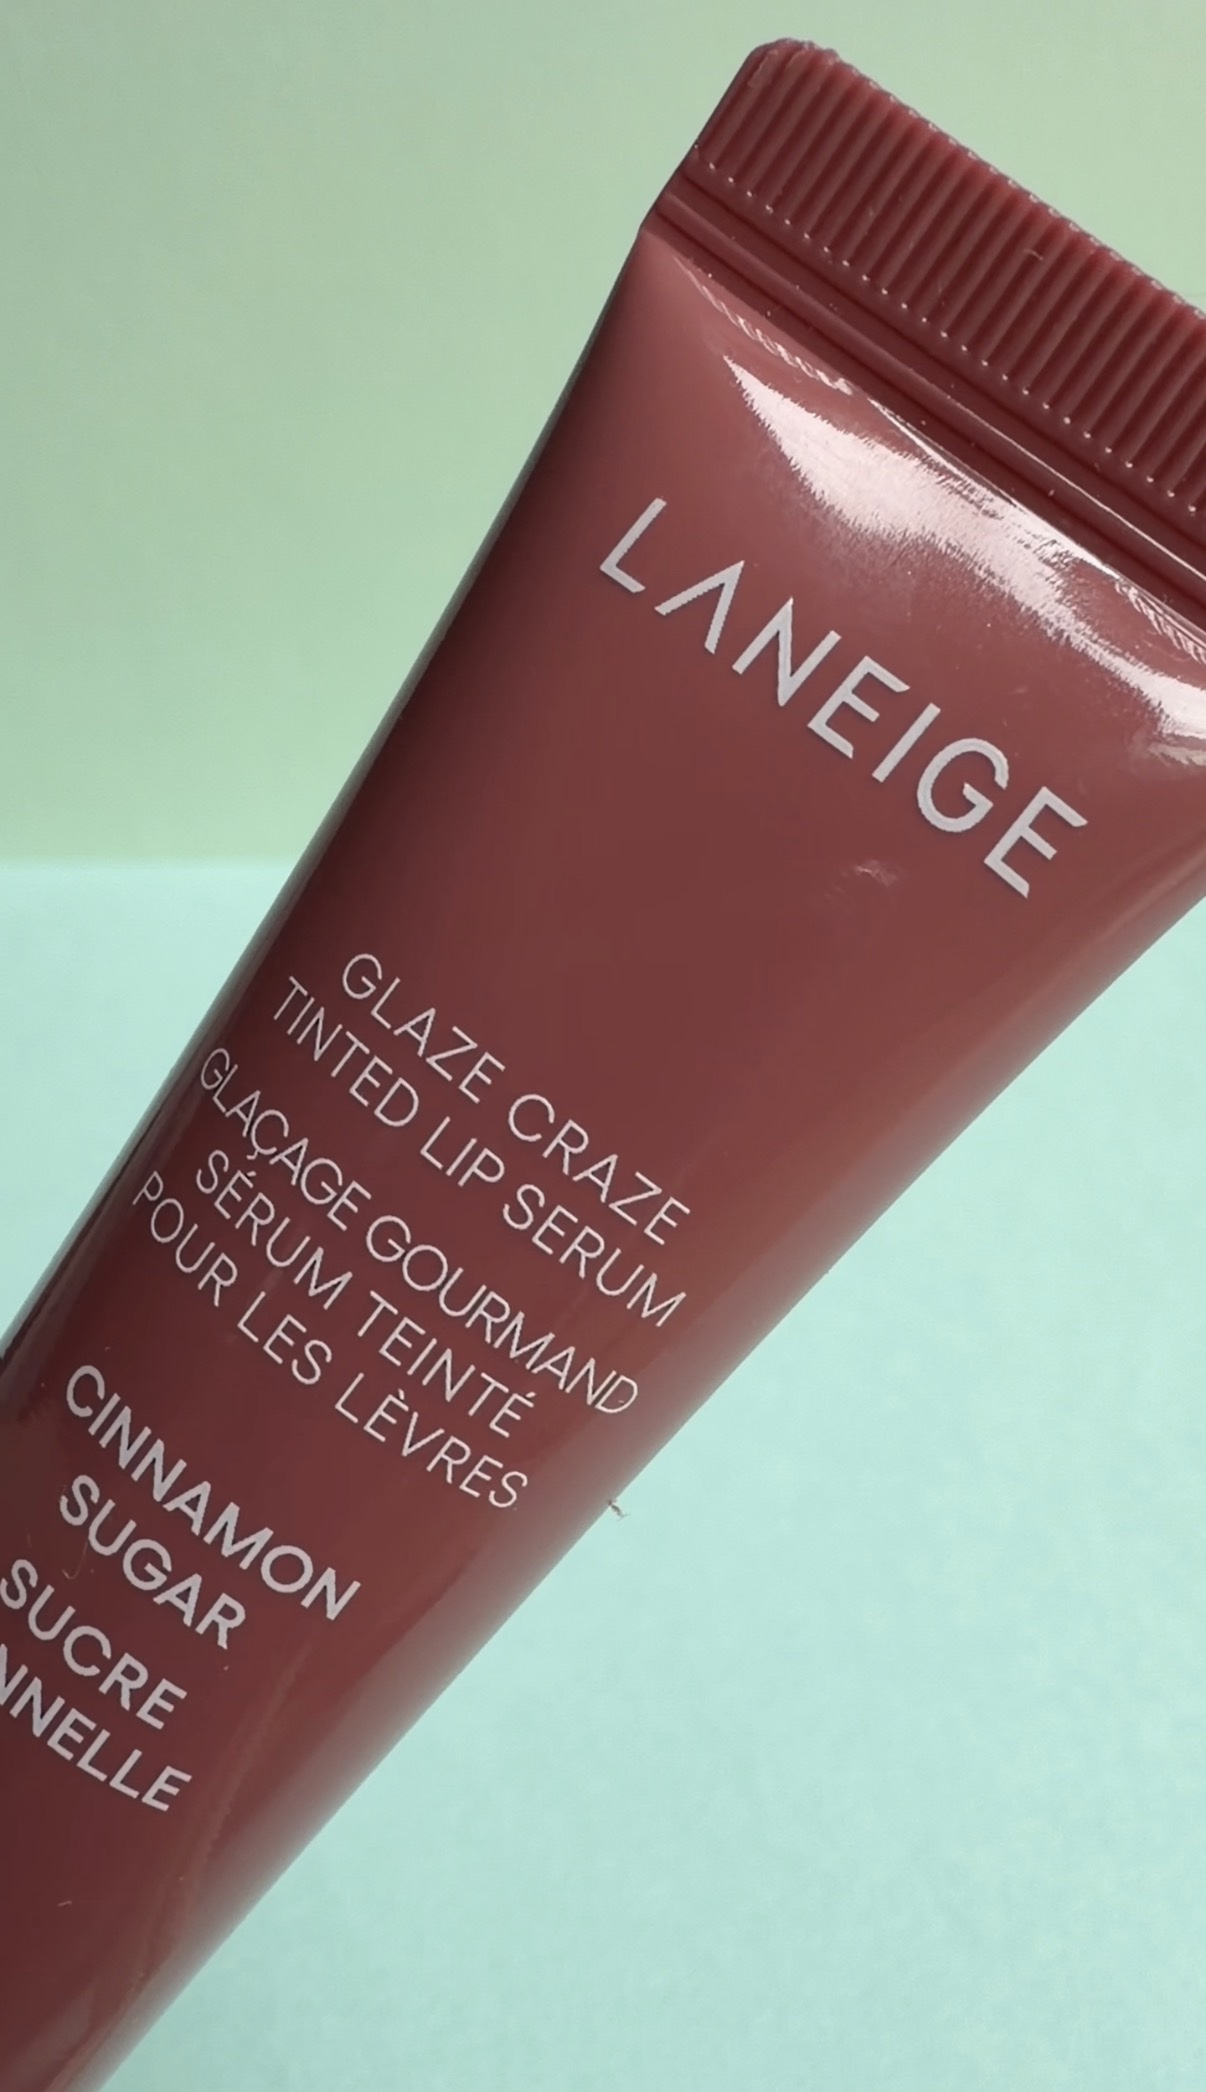 LANEIGE
GLAZE CRAZE
TINTED LIP SERUM
GLAÇAGE GOURMAND
SÉRUM TEINTÉ
POUR LES LÈVRES
CINNAMON
SUGAR
SUCRE